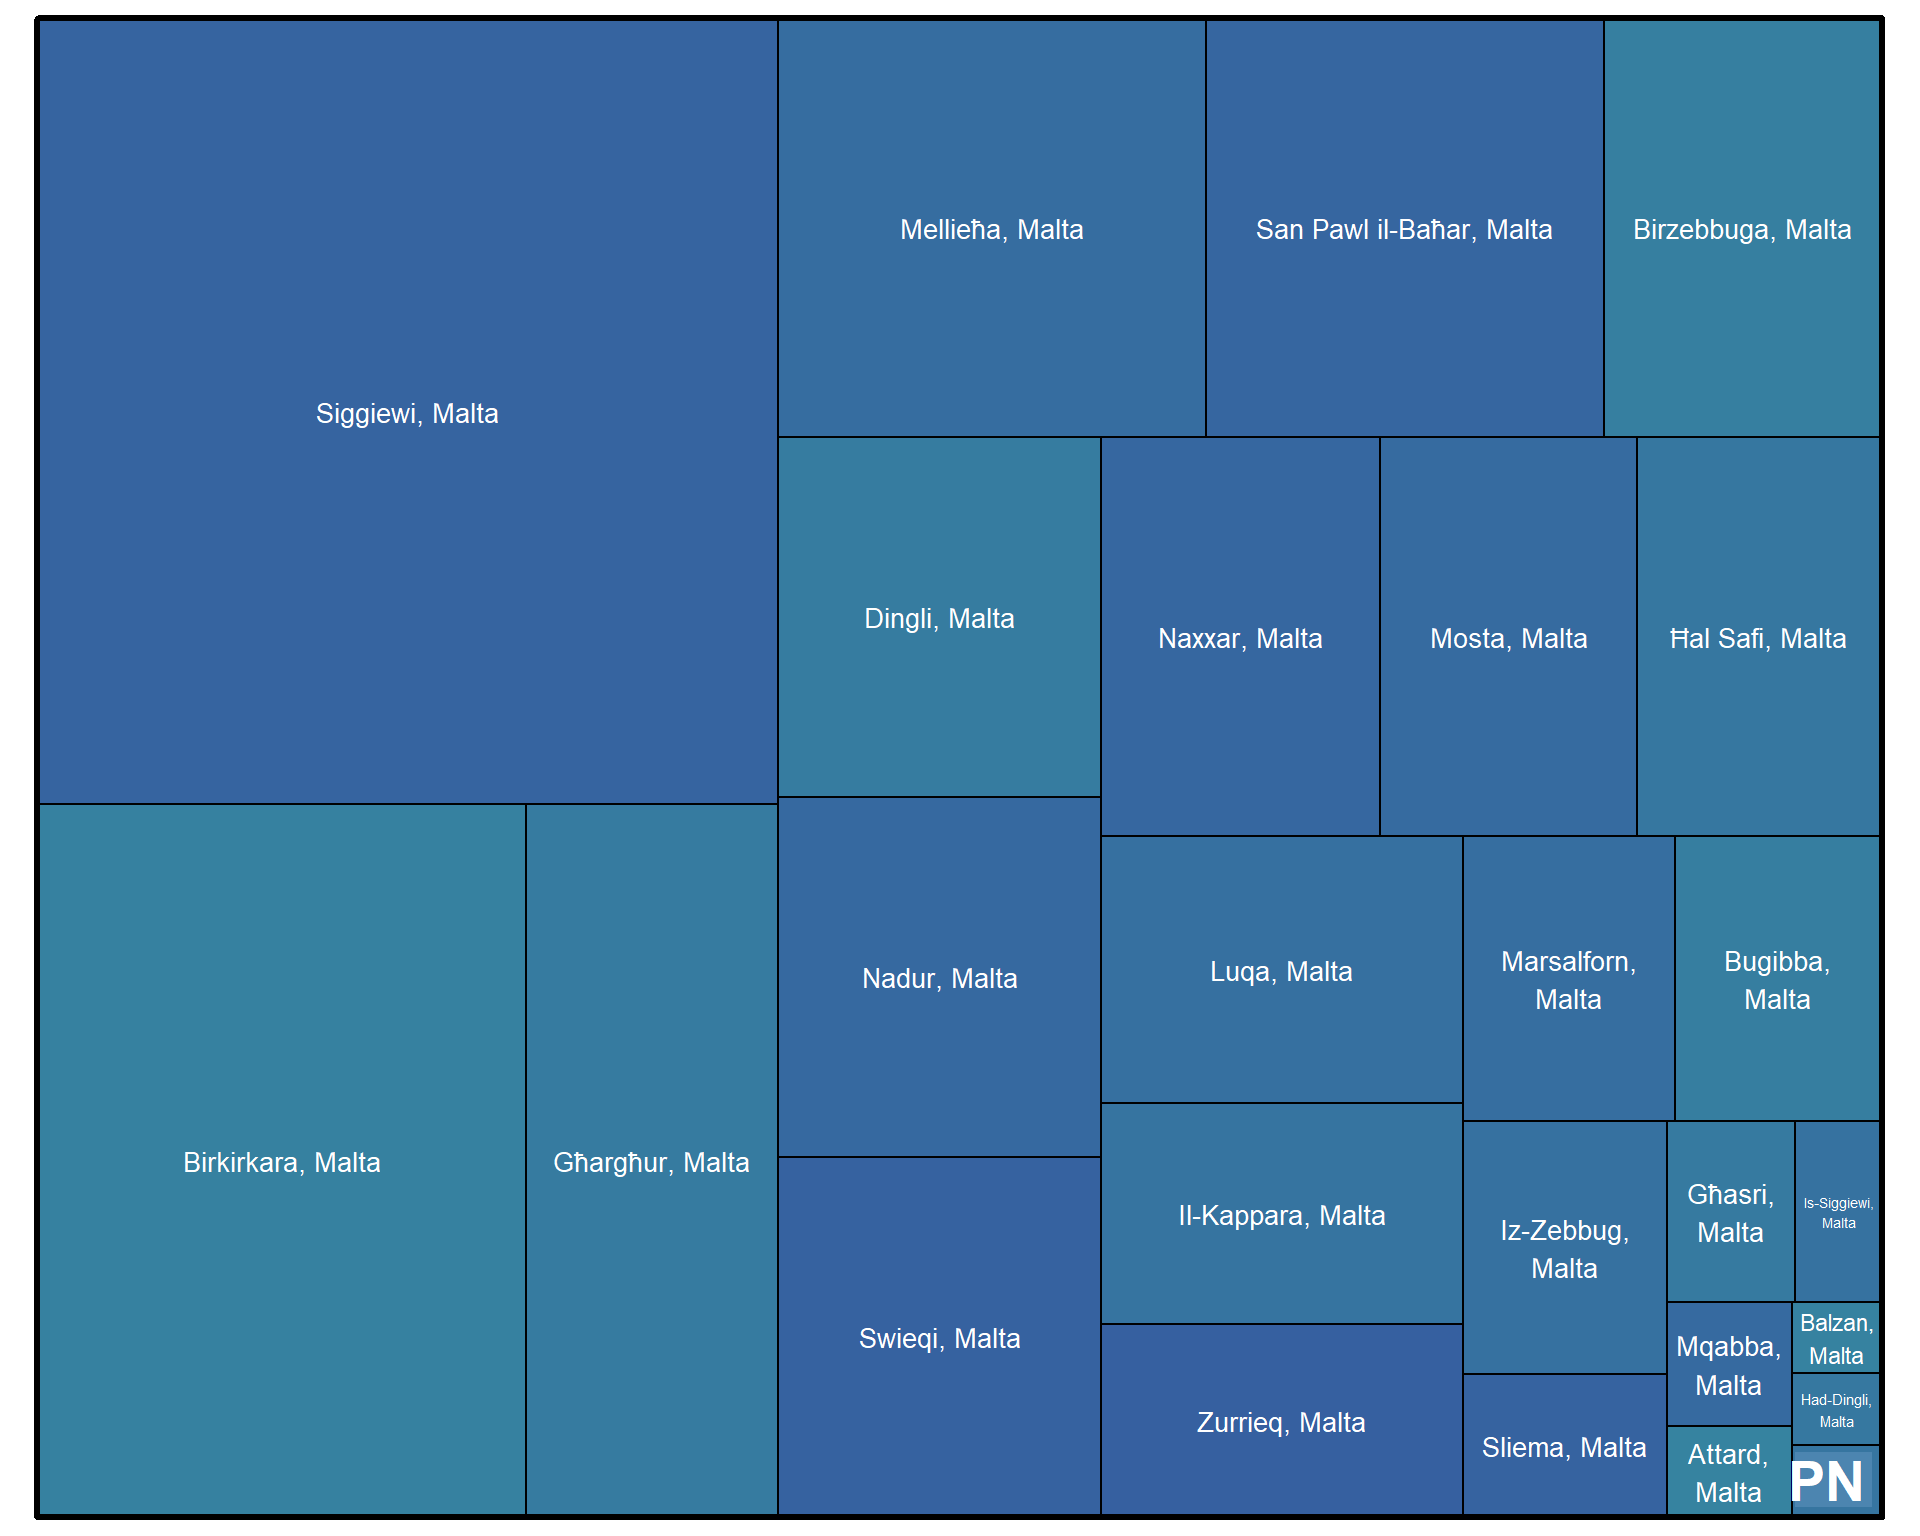 Siggiewi, Malta
Mellieħa, Malta
San Pawl il-Baħar, Malta
Birzebbuga, Malta
Dingli, Malta
Naxxar, Malta
Mosta, Malta
Ħal Safi, Malta
Birkirkara, Malta
Għargħur, Malta
Nadur, Malta
Swieqi, Malta
Luqa, Malta
Marsalforn,
Malta
Bugibba,
Malta
Il-Kappara, Malta
Zurrieq, Malta
Iz-Zebbug,
Malta
Sliema, Malta
Għasri,
Malta
Is-Siggiewi,
Malta
Mqabba,
Malta
Attard,
Malta
Balzan,
Malta
Had-Dingli,
Malta
PN